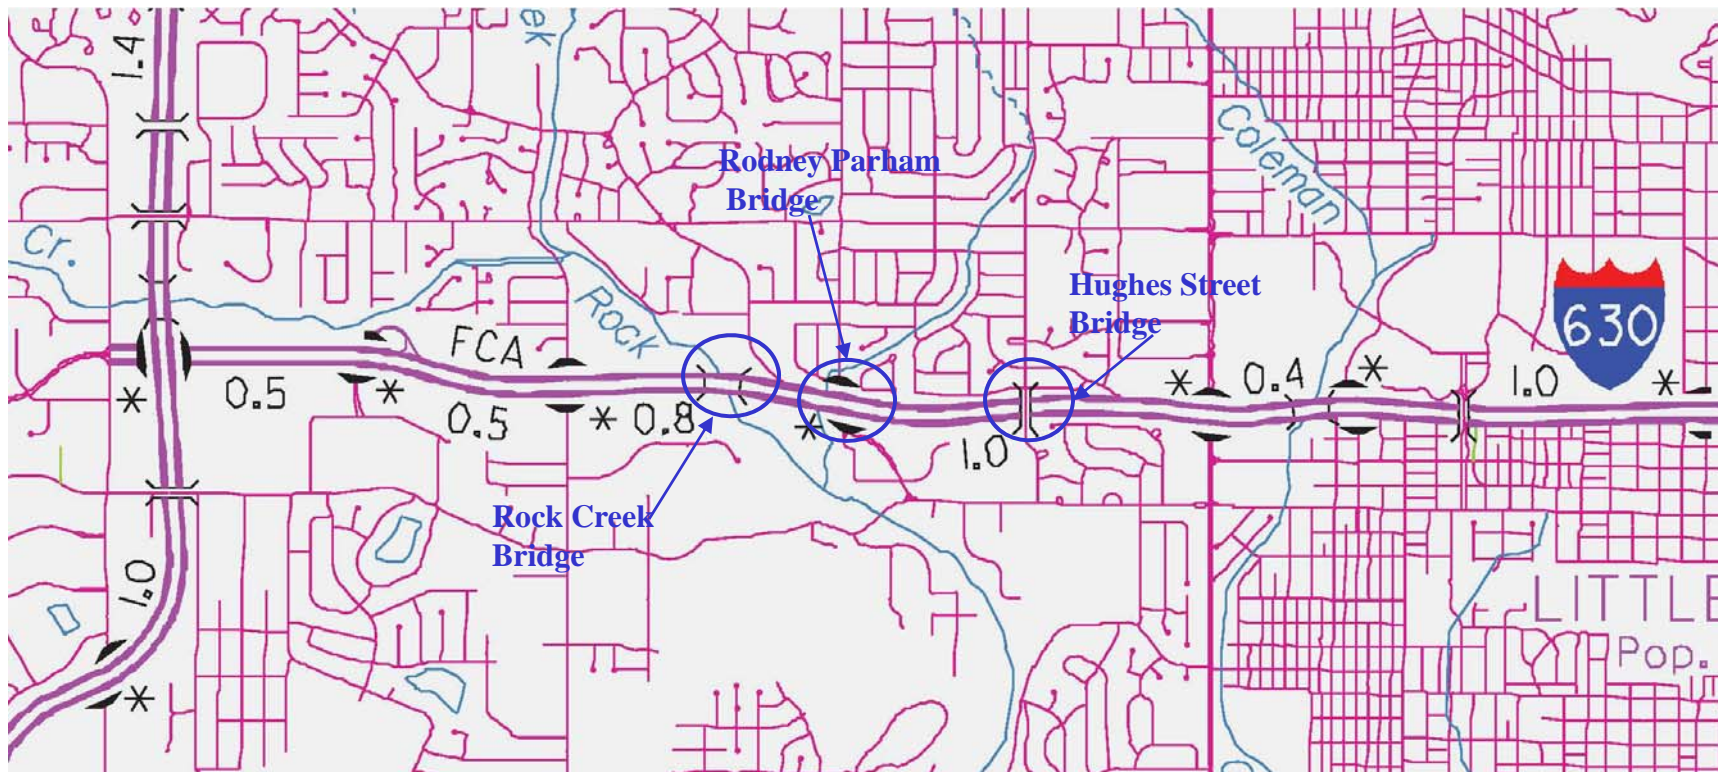 1.4
ek
Coleman
Rodney Parham
Bridge
Cr.
Hughes Street
Bridge
Rock
630
FCA
0.5
*
*
0.5
* 0.8
*
1.0
*
0.4
*
1.0
*
Rock Creek
Bridge
1.0
*
LITTLE
Pop.